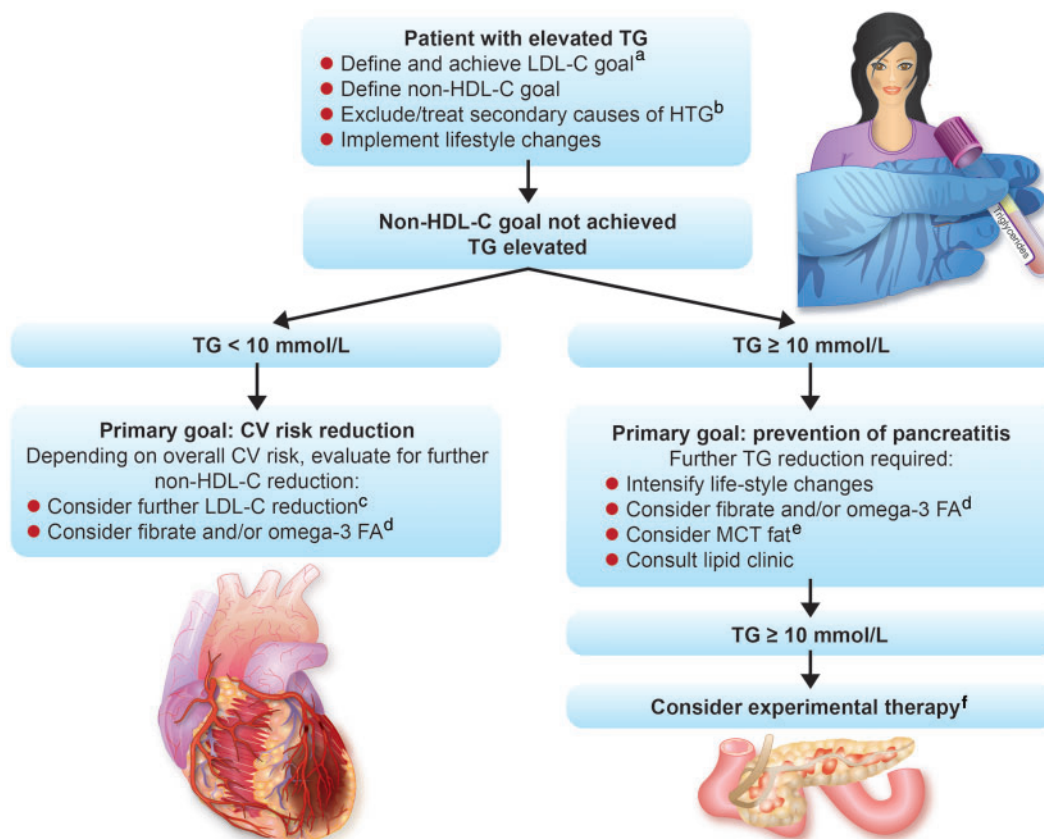 Patient with elevated TG
● Define and achieve LDL-C goalᵃ
● Define non-HDL-C goal
● Exclude/treat secondary causes of HTGᵇ
● Implement lifestyle changes
Triglycerides
Non-HDL-C goal not achieved
TG elevated
TG < 10 mmol/L
TG ≥ 10 mmol/L
Primary goal: CV risk reduction
Depending on overall CV risk, evaluate for further
non-HDL-C reduction:
● Consider further LDL-C reductionᶜ
● Consider fibrate and/or omega-3 FAᵈ
Primary goal: prevention of pancreatitis
Further TG reduction required:
● Intensify life-style changes
● Consider fibrate and/or omega-3 FAᵈ
● Consider MCT fatᵉ
● Consult lipid clinic
TG ≥ 10 mmol/L
Consider experimental therapyᶠ